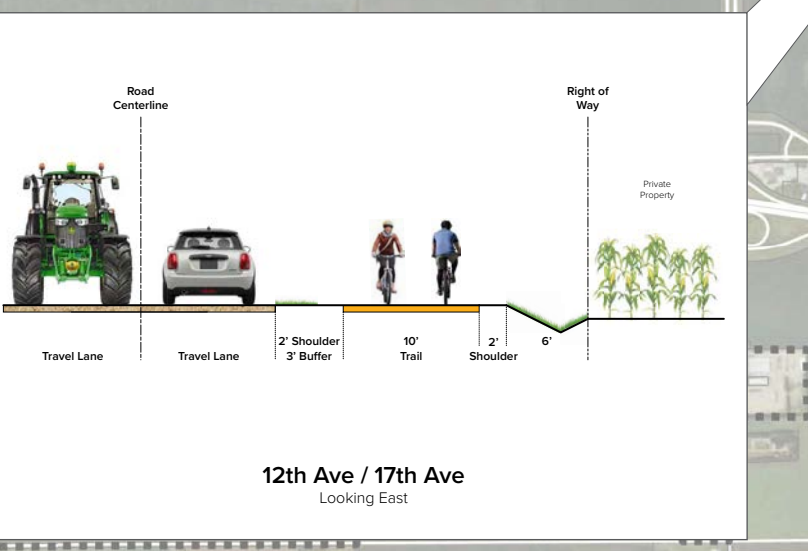 Road
Centerline
Right of
Way
Private
Property
2' Shoulder
3' Buffer
10'
Trail
2'
Shoulder
6'
Travel Lane
Travel Lane
12th Ave / 17th Ave
Looking East